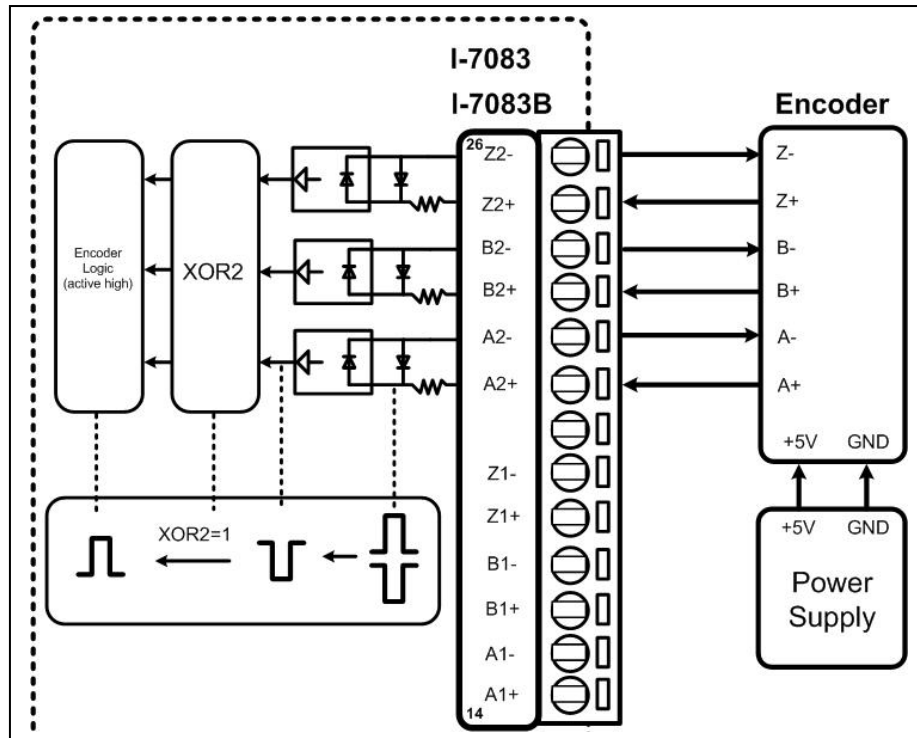 I-7083
I-7083B
Encoder
26
Z2-
Z2+
B2-
B2+
A2-
A2+
Z1-
Z1+
B1-
B1+
A1-
A1+
14
Encoder
Logic
(active high)
XOR2
XOR2=1
Z-
Z+
B-
B+
A-
A+
+5V GND
+5V GND
Power
Supply